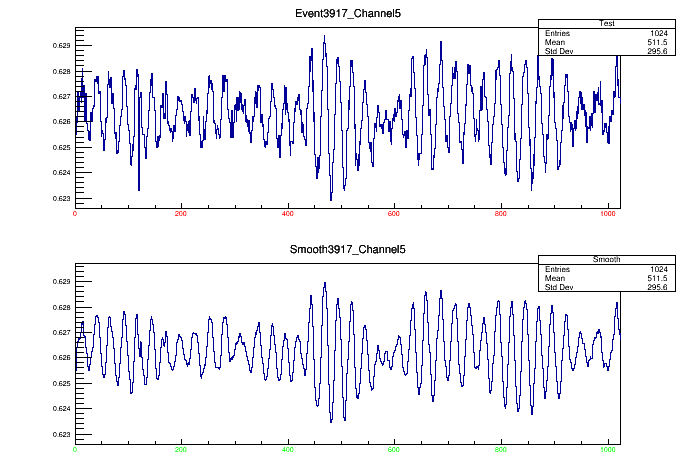 Event3917_Channel5
Test
Entries 1024
Mean 511.5
Std Dev 295.6
0.629
0.628
0.627
0.626
0.625
0.624
0.623
0 200 400 600 800 1000
Smooth3917_Channel5
Smooth
Entries 1024
Mean 511.5
Std Dev 295.6
0.629
0.628
0.627
0.626
0.625
0.624
0.623
0 200 400 600 800 1000